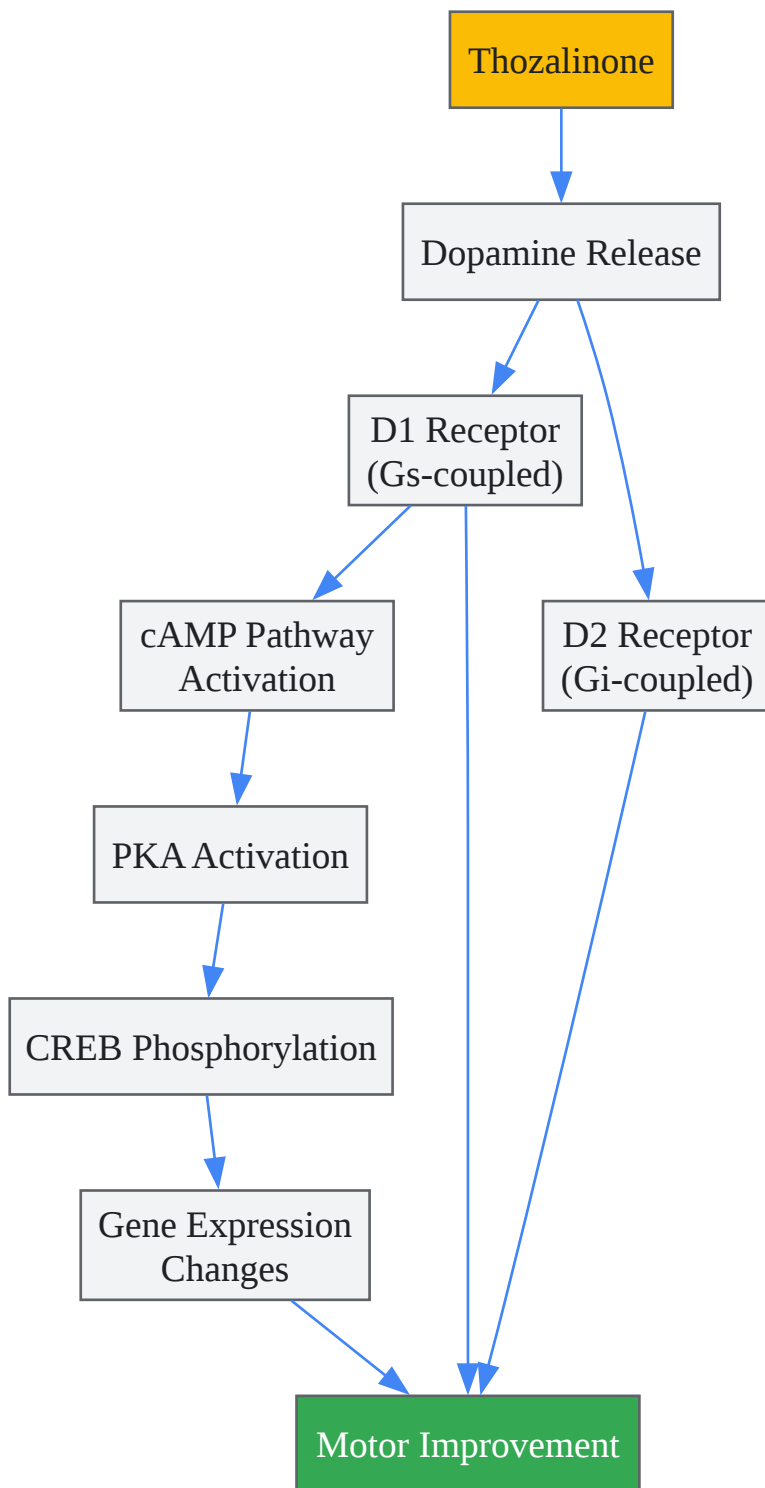 Thozalinone
Dopamine Release
D1 Receptor
(Gs-coupled)
cAMP Pathway
Activation
D2 Receptor
(Gi-coupled)
PKA Activation
CREB Phosphorylation
Gene Expression
Changes
Motor Improvement